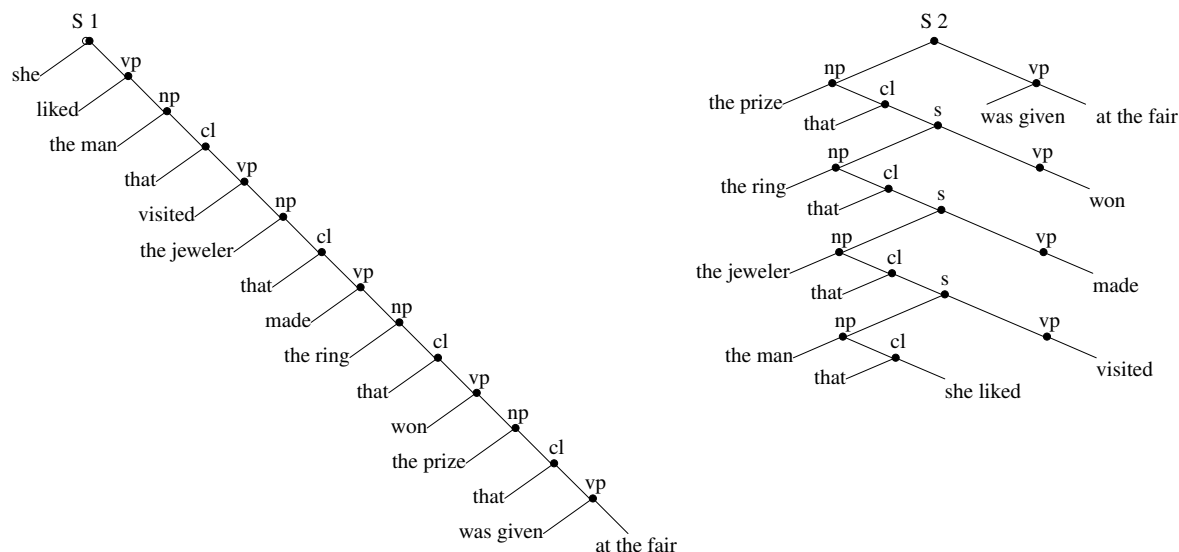 S 1
she
vp
liked
np
the man
cl
that
vp
visited
np
the jeweler
cl
that
vp
made
np
the ring
cl
that
vp
won
np
the prize
cl
that
vp
was given
at the fair
S 2
np
vp
the prize
cl
was given
at the fair
that
s
np
vp
the ring
cl
won
that
s
np
vp
the jeweler
cl
made
that
s
np
vp
the man
cl
visited
that
she liked